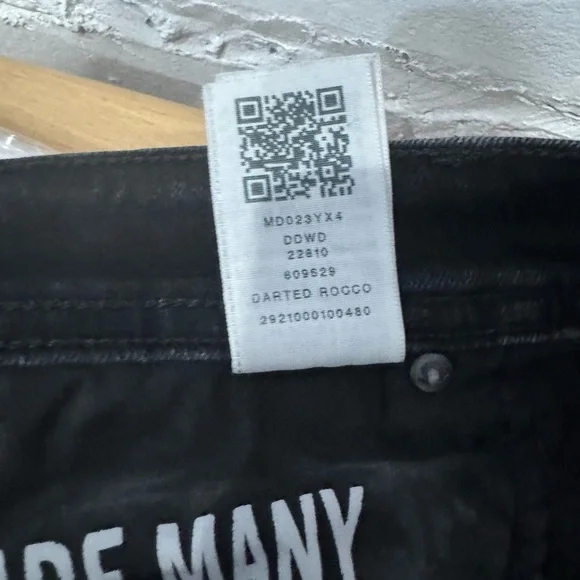 MD023YX4
DDWD
22810
609529
DARTED ROCCO
2921000100480
MANY